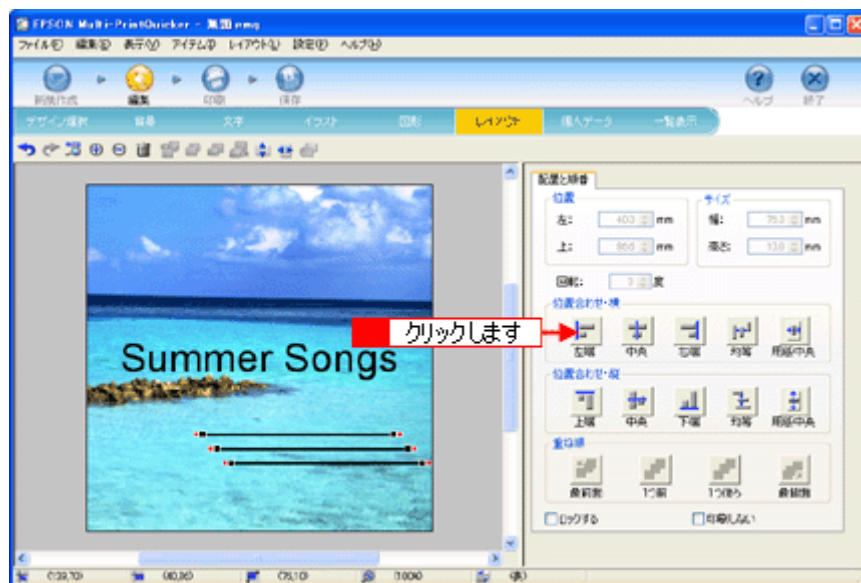 EPSON Multi-PrintQuicker - 無題.emq
ファイル(F) 編集(E) 表示(V) アイテム(I) レイアウト(L) 設定(E) ヘルプ(H)
新規作成 編集 印刷 保存 ヘルプ 終了
デザイン選択 背景 文字 イラスト 図形 レイアウト 個人データ 一覧表示
配置と順番
位置 サイズ
左: mm 幅: mm
上: mm 高さ: mm
回転: 度
位置合わせ・横
クリックします
左端 中央 右端 均等 用紙中央
Summer Songs
位置合わせ・縦
上端 中央 下端 均等 用紙中央
重ね順
最前面 1つ前 1つ後ろ 最背面
ロックする 印刷しない